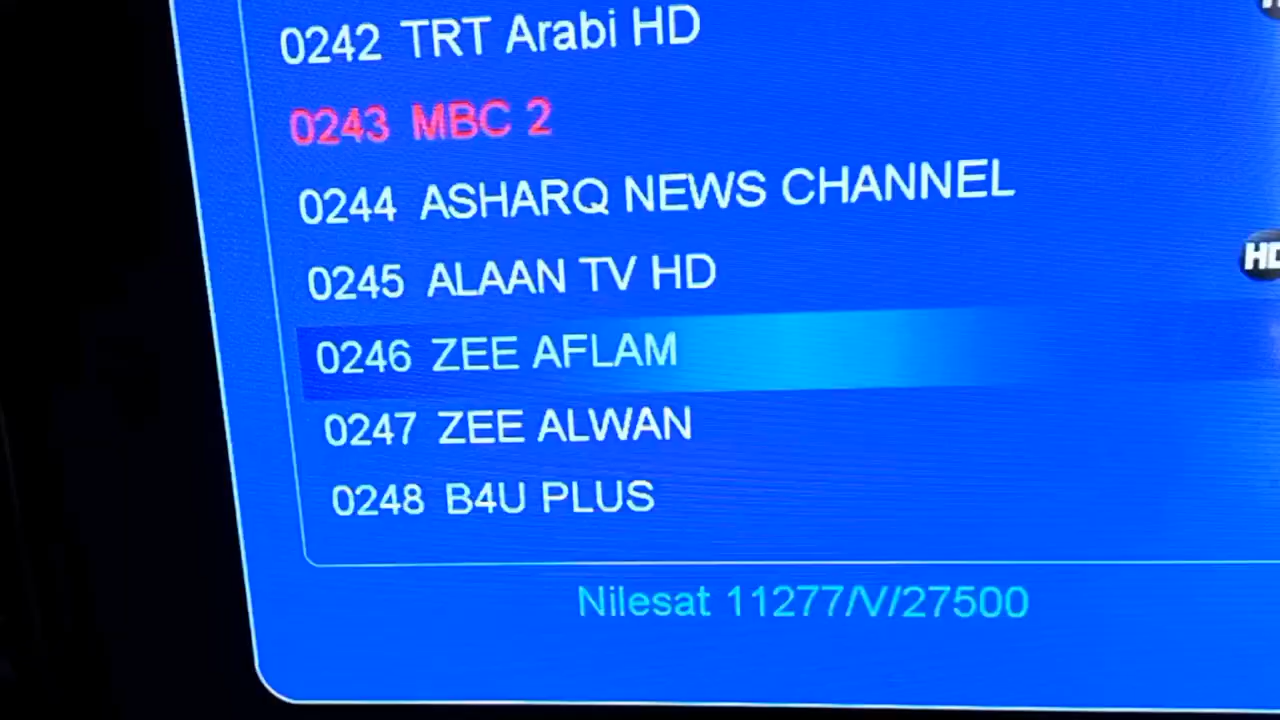 0242 TRT Arabi HD
0243 MBC 2
0244 ASHARQ NEWS CHANNEL
0245 ALAAN TV HD
HD
0246 ZEE AFLAM
0247 ZEE ALWAN
0248 B4U PLUS
Nilesat 11277/V/27500